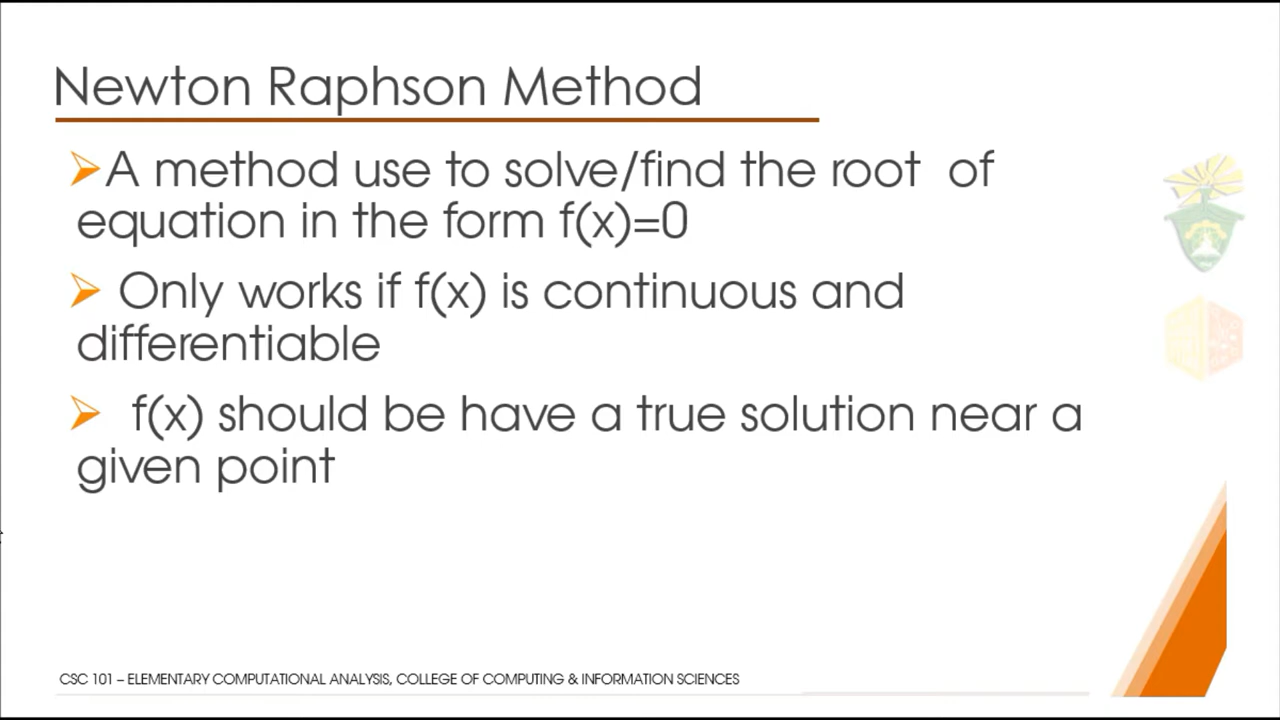 Newton Raphson Method
A method use to solve/find the root of
equation in the form f(x)=0
Only works if f(x) is continuous and
differentiable
f(x) should be have a true solution near a
given point
CSC 101 – ELEMENTARY COMPUTATIONAL ANALYSIS, COLLEGE OF COMPUTING & INFORMATION SCIENCES